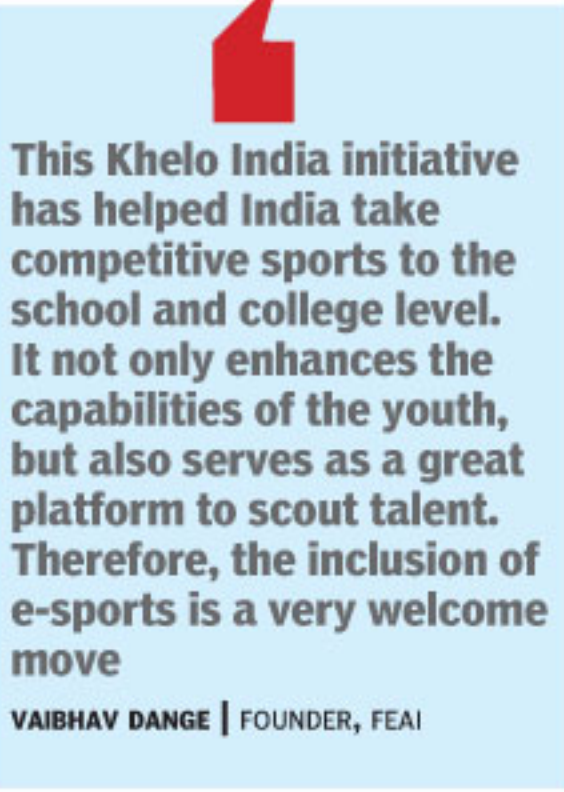 This Khelo India initiative
has helped India take
competitive sports to the
school and college level.
It not only enhances the
capabilities of the youth,
but also serves as a great
platform to scout talent.
Therefore, the inclusion of
e-sports is a very welcome
move
VAIBHAV DANGE | FOUNDER, FEAI